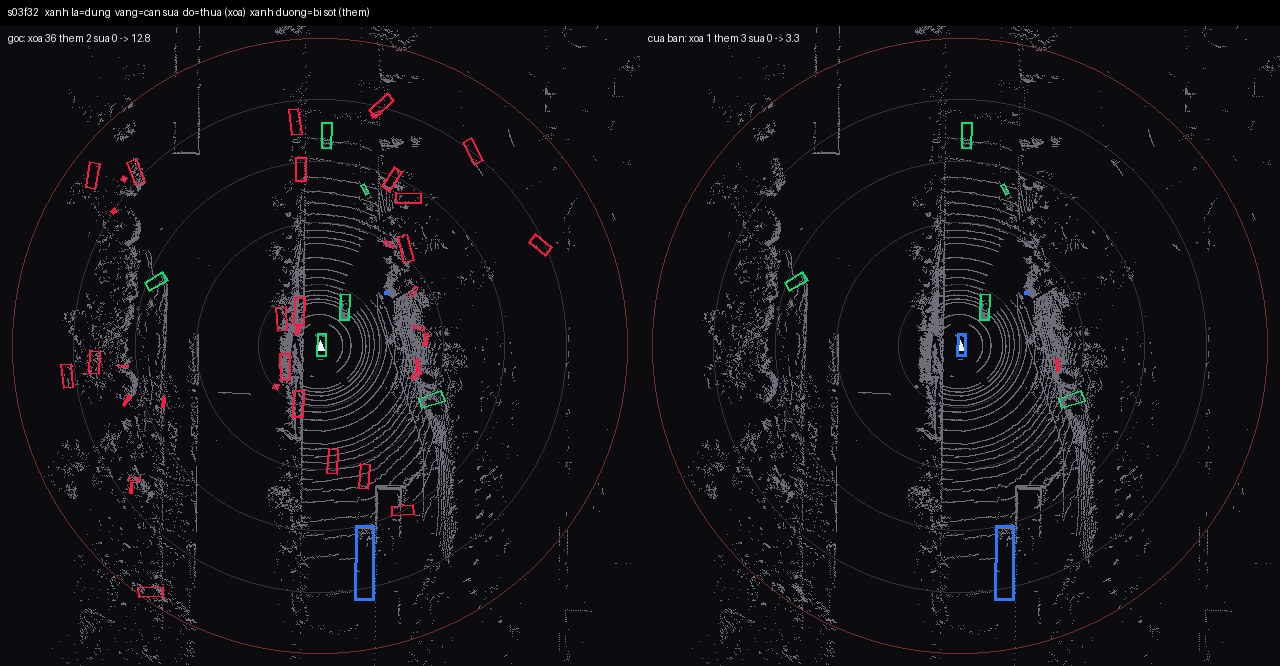 s03f32 xanh la=dung vang=can sua do=thua (xoa) xanh duong=bi sot (them)
goc: xoa 36 them 2 sua 0 -> 12.8
cua ban: xoa 1 them 3 sua 0 -> 3.3